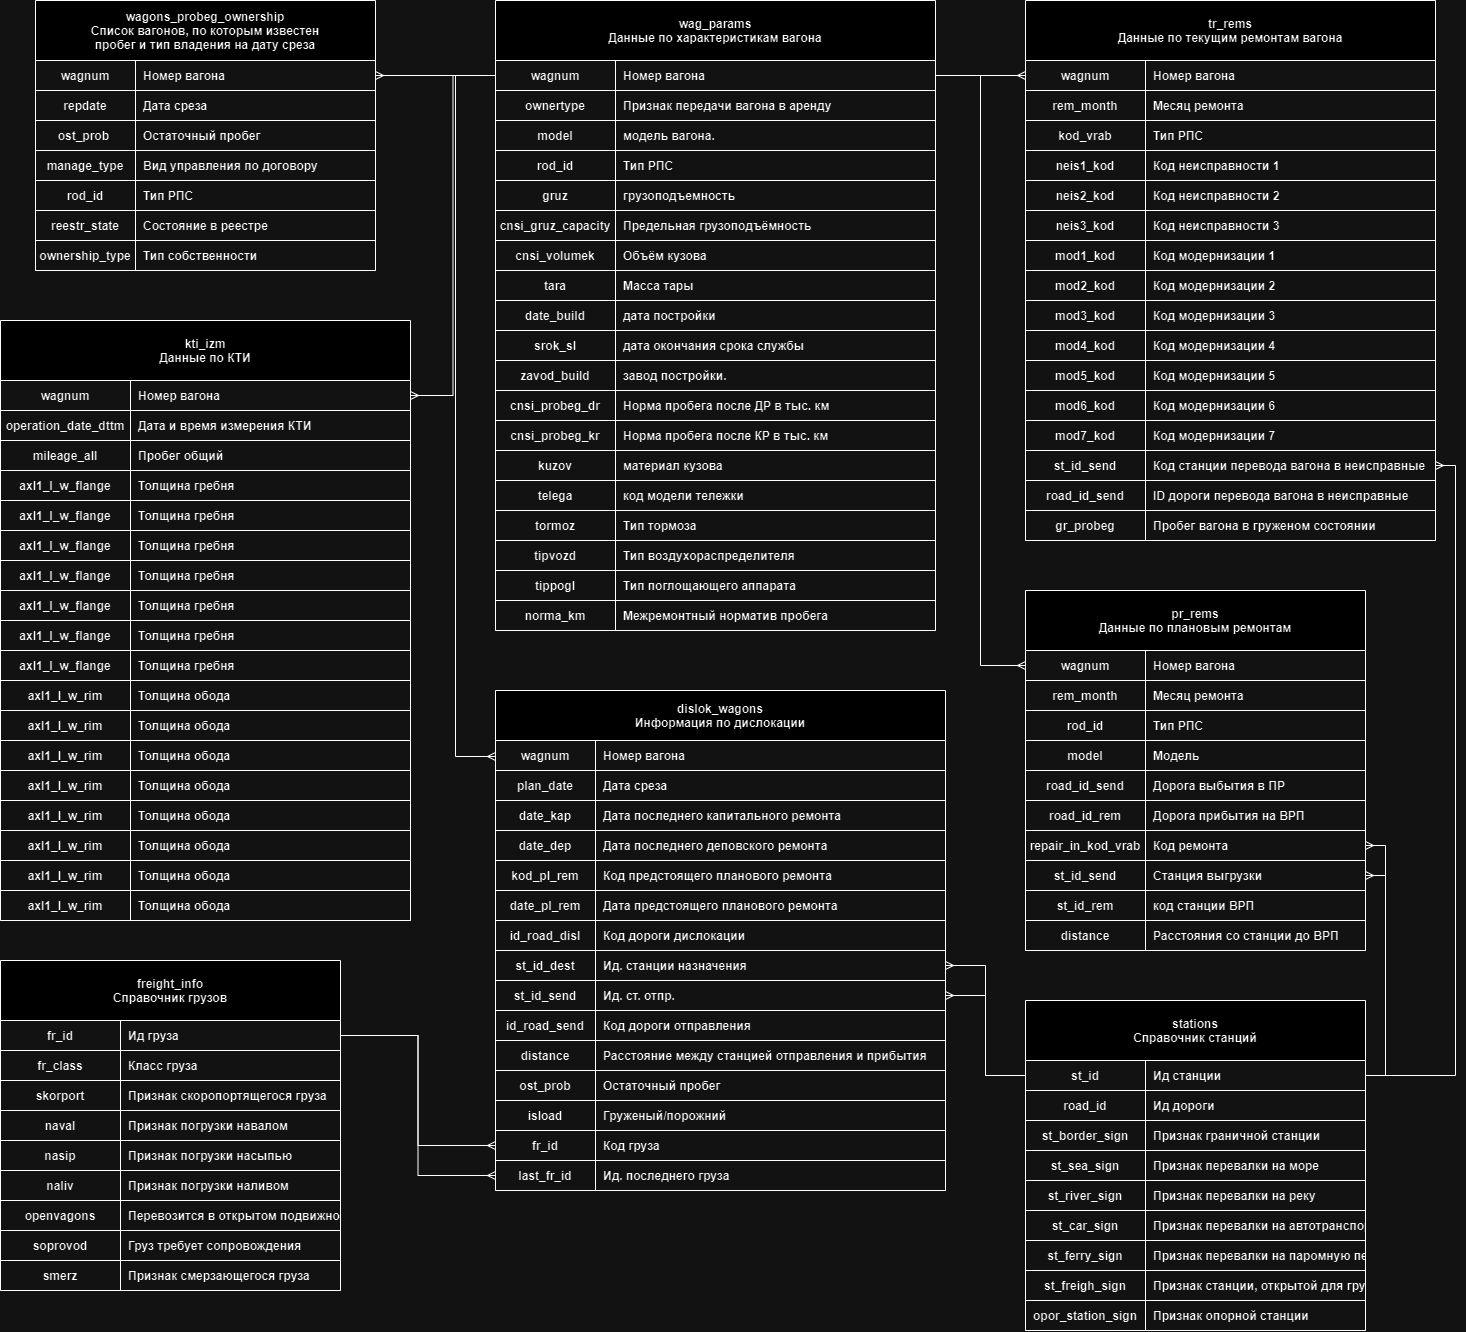 wagons_probeg_ownership
Список вагонов, по которым известен
пробег и тип владения на дату среза
wagnum Номер вагона
repdate Дата среза
ost_prob Остаточный пробег
manage_type Вид управления по договору
rod_id Тип РПС
reestr_state Состояние в реестре
ownership_type Тип собственности
kti_izm
Данные по КТИ
wagnum Номер вагона
operation_date_dttm Дата и время измерения КТИ
mileage_all Пробег общий
axl1_l_w_flange Толщина гребня
axl1_l_w_flange Толщина гребня
axl1_l_w_flange Толщина гребня
axl1_l_w_flange Толщина гребня
axl1_l_w_flange Толщина гребня
axl1_l_w_flange Толщина гребня
axl1_l_w_flange Толщина гребня
axl1_l_w_rim Толщина обода
axl1_l_w_rim Толщина обода
axl1_l_w_rim Толщина обода
axl1_l_w_rim Толщина обода
axl1_l_w_rim Толщина обода
axl1_l_w_rim Толщина обода
axl1_l_w_rim Толщина обода
axl1_l_w_rim Толщина обода
freight_info
Справочник грузов
fr_id Ид груза
fr_class Класс груза
skorport Признак скоропортящегося груза
naval Признак погрузки навалом
nasip Признак погрузки насыпью
naliv Признак погрузки наливом
openvagons Перевозится в открытом подвижно
soprovod Груз требует сопровождения
smerz Признак смерзающегося груза
wag_params
Данные по характеристикам вагона
wagnum Номер вагона
ownertype Признак передачи вагона в аренду
model модель вагона.
rod_id Тип РПС
gruz грузоподъемность
cnsi_gruz_capacity Предельная грузоподъёмность
cnsi_volumek Объём кузова
tara Масса тары
date_build дата постройки
srok_sl дата окончания срока службы
zavod_build завод постройки.
cnsi_probeg_dr Норма пробега после ДР в тыс. км
cnsi_probeg_kr Норма пробега после КР в тыс. км
kuzov материал кузова
telega код модели тележки
tormoz Тип тормоза
tipvozd Тип воздухораспределителя
tippogl Тип поглощающего аппарата
norma_km Межремонтный норматив пробега
dislok_wagons
Информация по дислокации
wagnum Номер вагона
plan_date Дата среза
date_kap Дата последнего капитального ремонта
date_dep Дата последнего деповского ремонта
kod_pl_rem Код предстоящего планового ремонта
date_pl_rem Дата предстоящего планового ремонта
id_road_disl Код дороги дислокации
st_id_dest Ид. станции назначения
st_id_send Ид. ст. отпр.
id_road_send Код дороги отправления
distance Расстояние между станцией отправления и прибытия
ost_prob Остаточный пробег
isload Груженый/порожний
fr_id Код груза
last_fr_id Ид. последнего груза
tr_rems
Данные по текущим ремонтам вагона
wagnum Номер вагона
rem_month Месяц ремонта
kod_vrab Тип РПС
neis1_kod Код неисправности 1
neis2_kod Код неисправности 2
neis3_kod Код неисправности 3
mod1_kod Код модернизации 1
mod2_kod Код модернизации 2
mod3_kod Код модернизации 3
mod4_kod Код модернизации 4
mod5_kod Код модернизации 5
mod6_kod Код модернизации 6
mod7_kod Код модернизации 7
st_id_send Код станции перевода вагона в неисправные
road_id_send ID дороги перевода вагона в неисправные
gr_probeg Пробег вагона в груженом состоянии
pr_rems
Данные по плановым ремонтам
wagnum Номер вагона
rem_month Месяц ремонта
rod_id Тип РПС
model Модель
road_id_send Дорога выбытия в ПР
road_id_rem Дорога прибытия на ВРП
repair_in_kod_vrab Код ремонта
st_id_send Станция выгрузки
st_id_rem код станции ВРП
distance Расстояния со станции до ВРП
stations
Справочник станций
st_id Ид станции
road_id Ид дороги
st_border_sign Признак граничной станции
st_sea_sign Признак перевалки на море
st_river_sign Признак перевалки на реку
st_car_sign Признак перевалки на автотранспо
st_ferry_sign Признак перевалки на паромную пе
st_freigh_sign Признак станции, открытой для гру
opor_station_sign Признак опорной станции